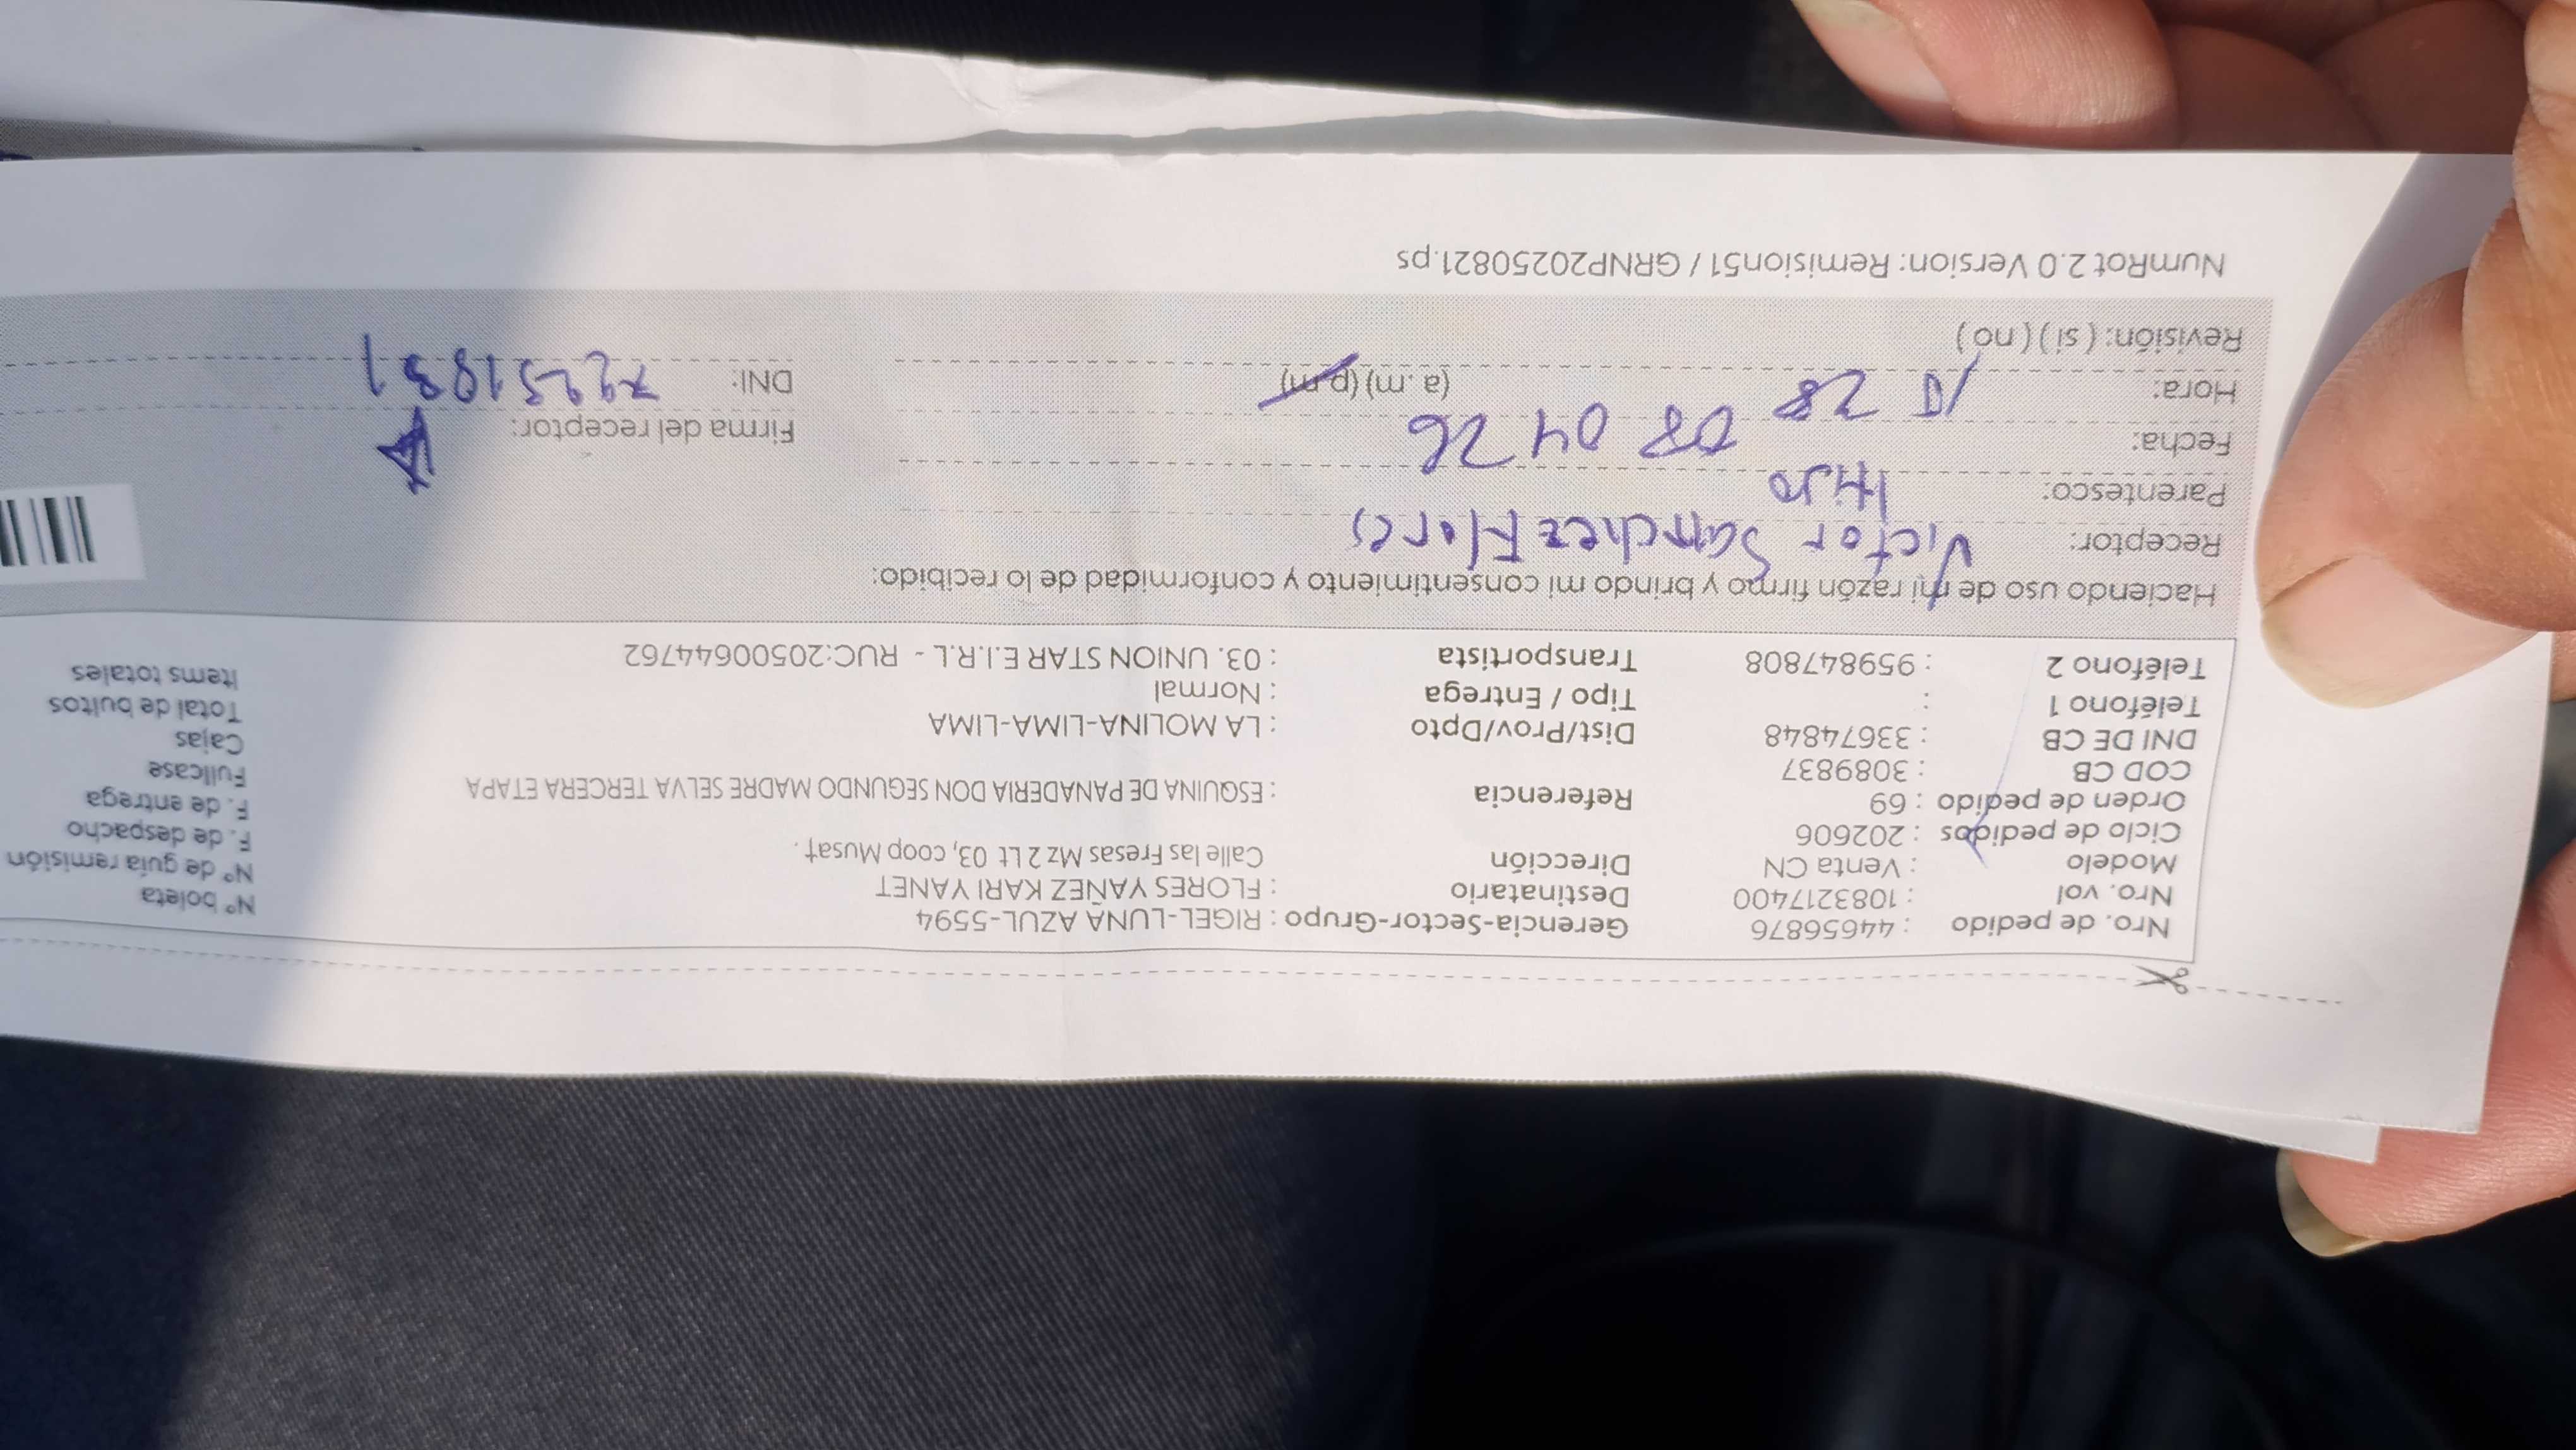 Nro. de pedido : 44656876 Gerencia-Sector-Grupo : RIGEL-LUNA AZUL-5594 Nº boleta
Nro. vol : 1083217400 Destinatario : FLORES YAÑEZ KARI YANET Nº de guía remisión
Modelo : Venta CN Dirección Calle las Fresas Mz 2 Lt 03, coop Musat. F. de despacho
Ciclo de pedidos : 202606 F. de entrega
Orden de pedido : 69 Referencia : ESQUINA DE PANADERIA DON SEGUNDO MADRE SELVA TERCERA ETAPA Fullcase
COD CB : 3089837 Cajas
DNI DE CB : 33674848 Dist/Prov/Dpto : LA MOLINA-LIMA-LIMA Total de bultos
Teléfono 1 : Tipo / Entrega : Normal Items totales
Teléfono 2 : 959847808 Transportista : 03. UNION STAR E.I.R.L - RUC:20500644762
Haciendo uso de mi razón firmo y brindo mi consentimiento y conformidad de lo recibido:
Receptor: Victor Sanchez Flores
Parentesco: Hijo
Fecha: 08 04 26 Firma del receptor:
Hora: 10 28 (a. m) (p. m) DNI:
Revisión: ( si ) ( no )
NumRot 2.0 Version: Remision51 / GRNP20250821.ps